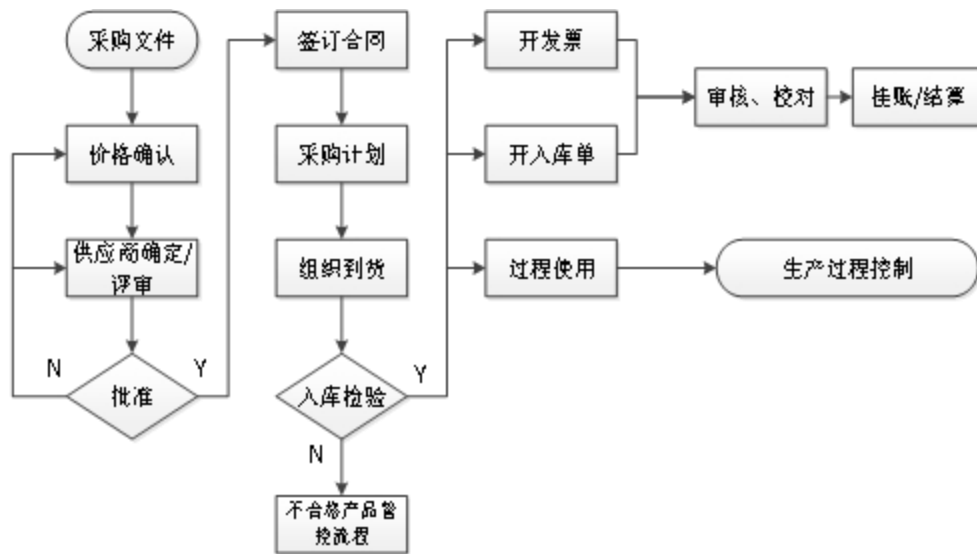 采购文件
价格确认
供应商确定/
评审
N
Y
批准
签订合同
采购计划
组织到货
Y
入库检验
N
不合格产品管
控流程
开发票
开入库单
过程使用
审核、校对
挂账/结算
生产过程控制